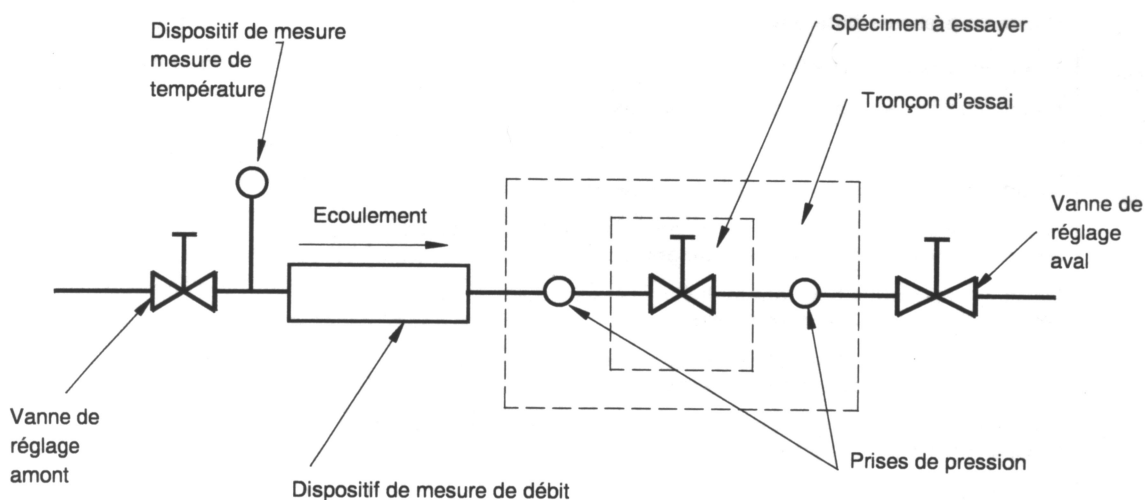 Dispositif de mesure
mesure de
température
Spécimen à essayer
Tronçon d'essai
Ecoulement
Vanne de
réglage
aval
Vanne de
réglage
amont
Dispositif de mesure de débit
Prises de pression